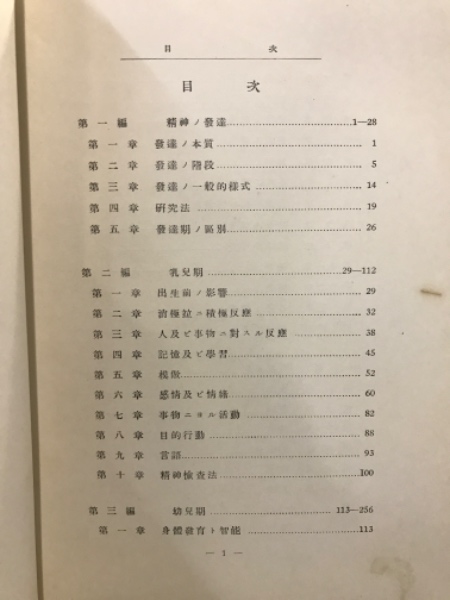 目次
目次
第一編 精神ノ發達 1—28
第一章 發達ノ本質 1
第二章 發達ノ階段 5
第三章 發達ノ一般的樣式 14
第四章 研究法 19
第五章 發達期ノ區別 26
第二編 乳兒期 29—112
第一章 出生前ノ影響 29
第二章 消極竝ニ積極反應 32
第三章 人及ビ事物ニ對スル反應 38
第四章 記憶及ビ學習 45
第五章 模倣 52
第六章 感情及ビ情緖 60
第七章 事物ニヨル活動 82
第八章 目的行動 88
第九章 言語 93
第十章 精神檢査法 100
第三編 幼兒期 113—256
第一章 身體發育ト智能 113
— 1 —